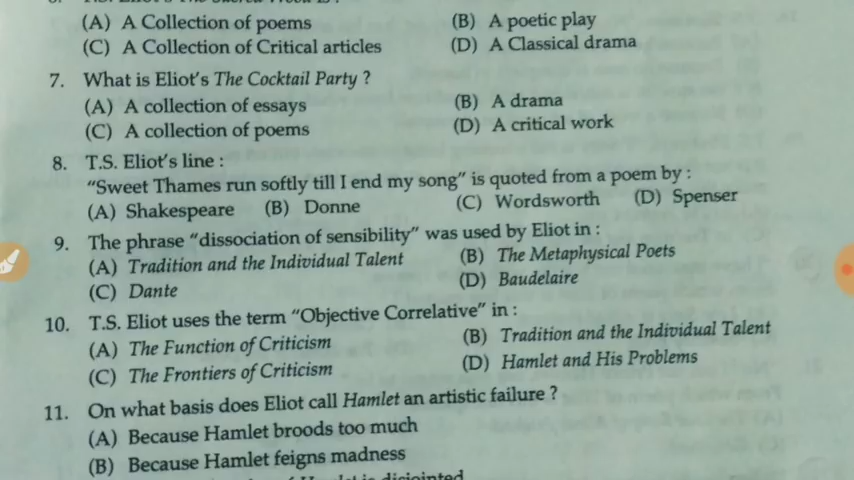 (A) A Collection of poems (B) A poetic play
(C) A Collection of Critical articles (D) A Classical drama
7. What is Eliot's The Cocktail Party ?
(A) A collection of essays (B) A drama
(C) A collection of poems (D) A critical work
8. T.S. Eliot's line :
"Sweet Thames run softly till I end my song" is quoted from a poem by :
(A) Shakespeare (B) Donne (C) Wordsworth (D) Spenser
9. The phrase "dissociation of sensibility" was used by Eliot in :
(A) Tradition and the Individual Talent (B) The Metaphysical Poets
(C) Dante (D) Baudelaire
10. T.S. Eliot uses the term "Objective Correlative" in :
(A) The Function of Criticism (B) Tradition and the Individual Talent
(C) The Frontiers of Criticism (D) Hamlet and His Problems
11. On what basis does Eliot call Hamlet an artistic failure ?
(A) Because Hamlet broods too much
(B) Because Hamlet feigns madness
disjointed